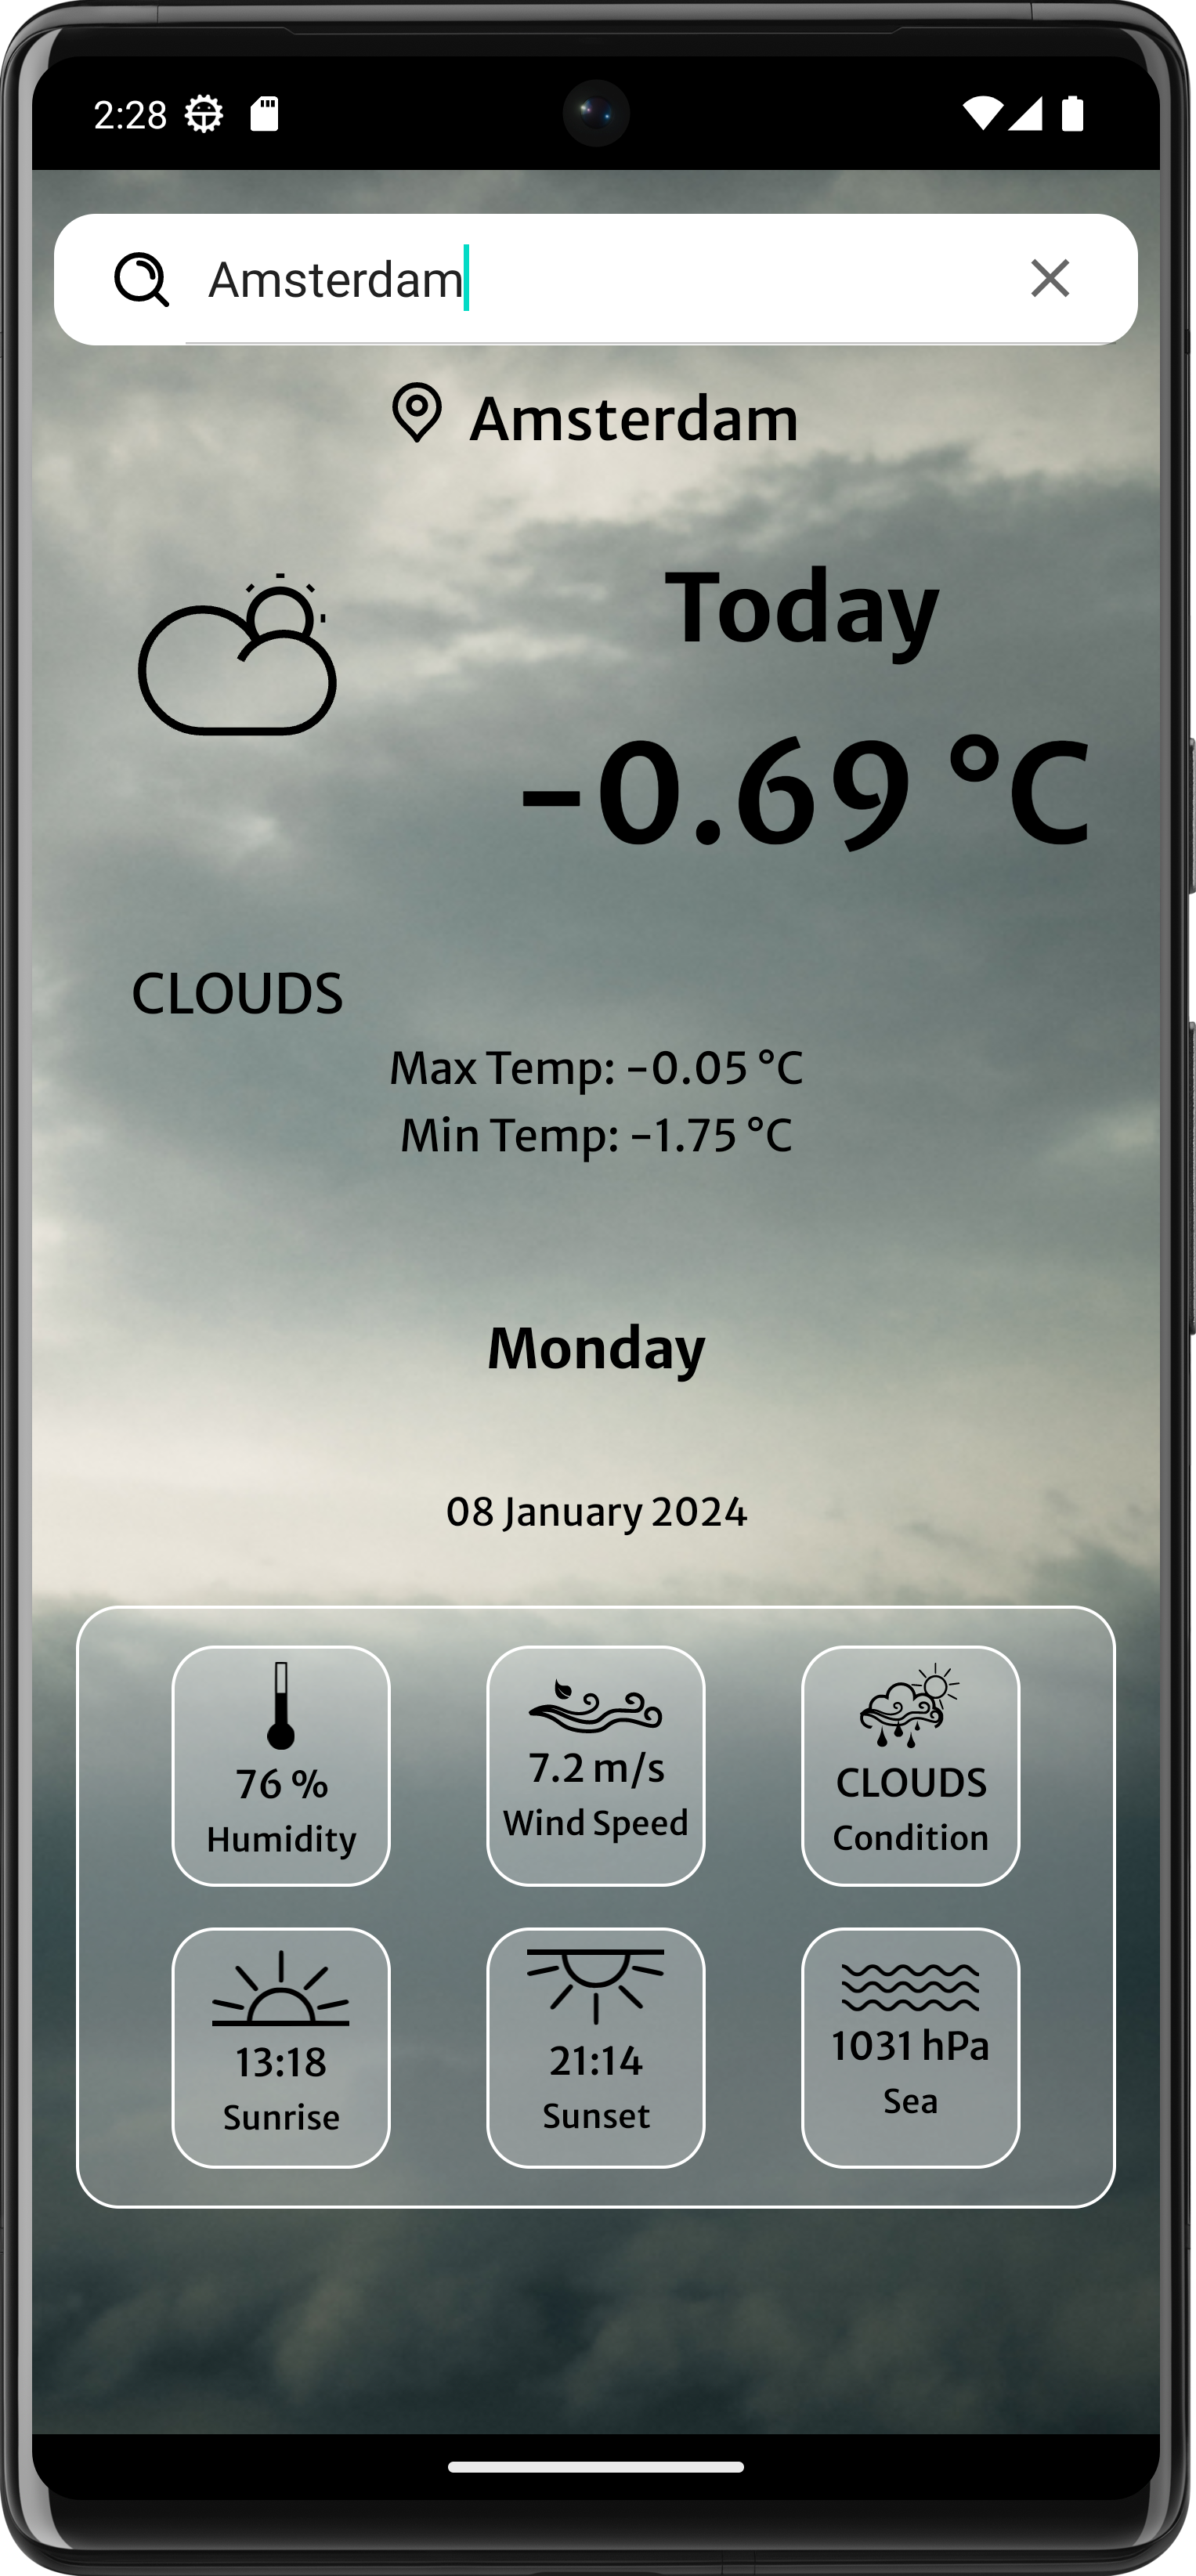 2:28
Amsterdam
Amsterdam
Today
-0.69 °C
CLOUDS
Max Temp: -0.05 °C
Min Temp: -1.75 °C
Monday
08 January 2024
76 %
Humidity
7.2 m/s
Wind Speed
CLOUDS
Condition
13:18
Sunrise
21:14
Sunset
1031 hPa
Sea